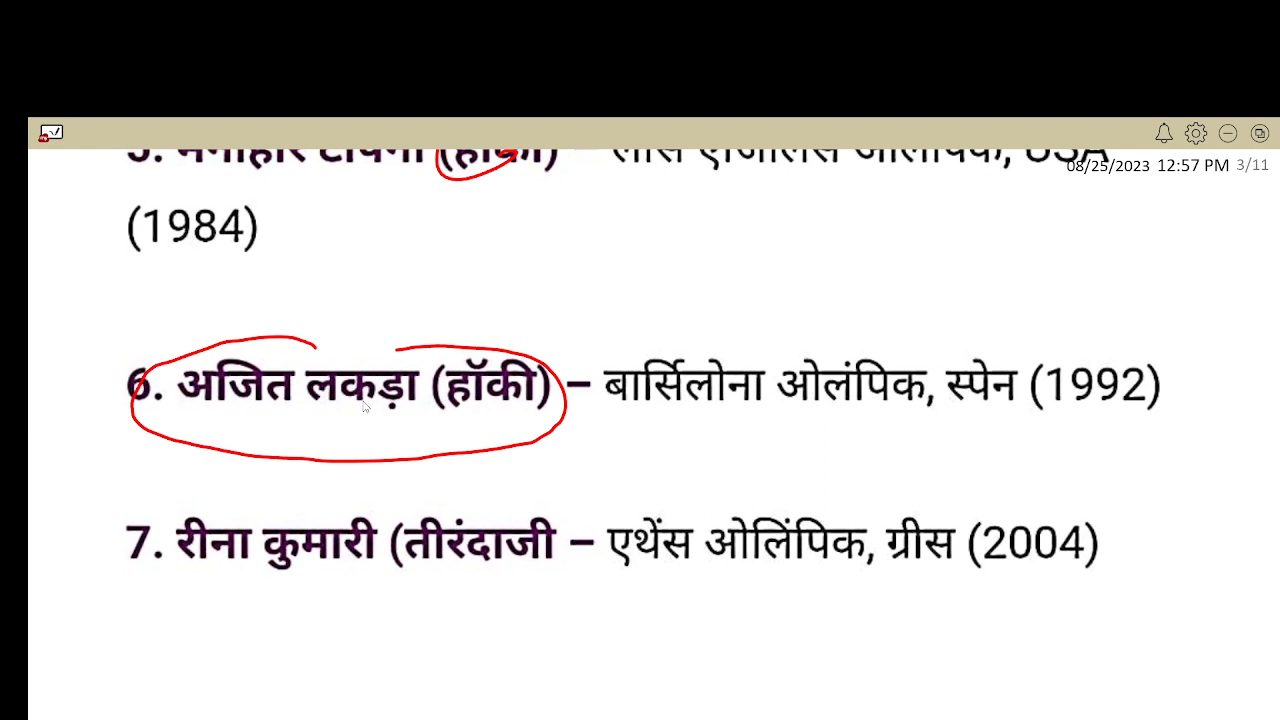 08/25/2023 12:57 PM 3/11
(1984)
6. अजित लकड़ा (हॉकी) – बार्सिलोना ओलंपिक, स्पेन (1992)
7. रीना कुमारी (तीरंदाजी – एथेंस ओलिंपिक, ग्रीस (2004)